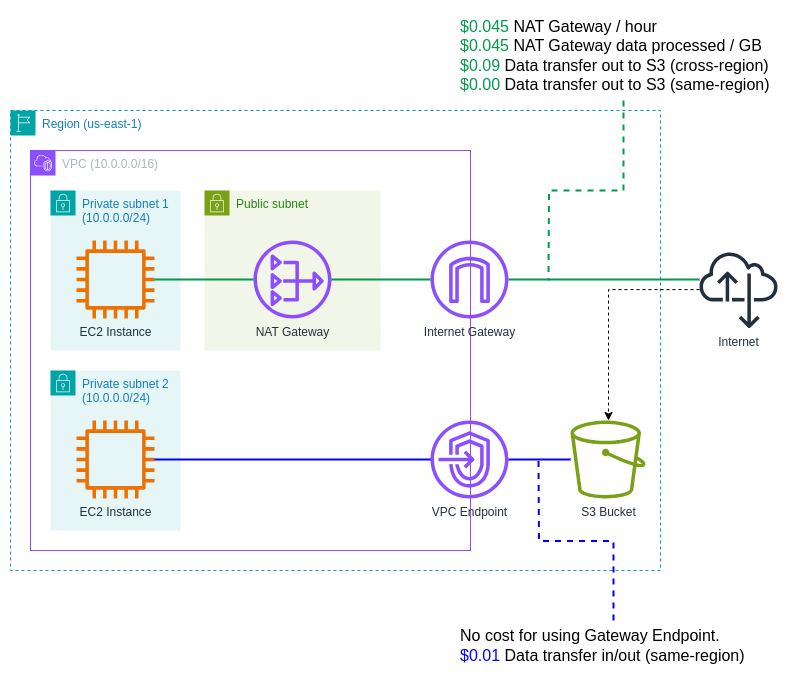 $0.045 NAT Gateway / hour
$0.045 NAT Gateway data processed / GB
$0.09 Data transfer out to S3 (cross-region)
$0.00 Data transfer out to S3 (same-region)
Region (us-east-1)
VPC (10.0.0.0/16)
Private subnet 1
(10.0.0.0/24)
Public subnet
EC2 Instance
NAT Gateway
Internet Gateway
Internet
Private subnet 2
(10.0.0.0/24)
EC2 Instance
VPC Endpoint
S3 Bucket
No cost for using Gateway Endpoint.
$0.01 Data transfer in/out (same-region)